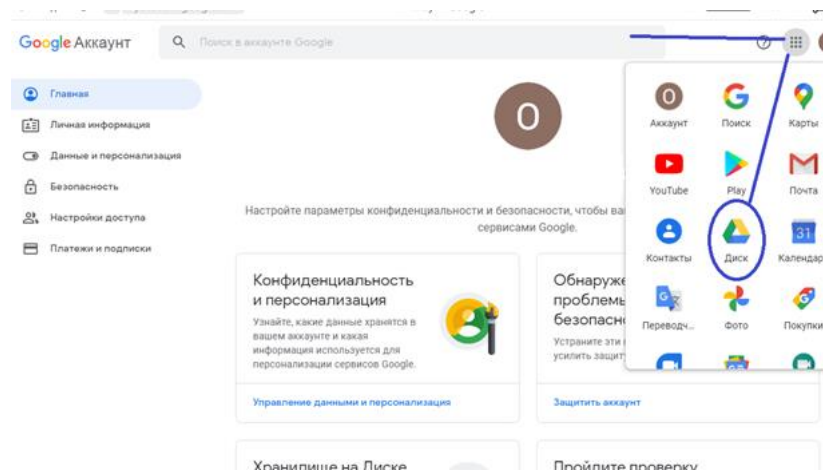 Google Аккаунт
Поиск в аккаунте Google
Главная
Личная информация
Данные и персонализация
Безопасность
Настройки доступа
Платежи и подписки
O
Настройте параметры конфиденциальности и безопасности, чтобы
сервисами Google.
Конфиденциальность
и персонализация
Узнайте, какие данные хранятся в
вашем аккаунте и какая
информация используется для
персонализации сервисов Google.
Управление данными и персонализация
Обнаруже
проблемы
безопасн
Устраните эти
усилить защит
Защитить аккаунт
Хранилище на Диске
Пройдите проверку
O
Аккаунт
Поиск
Карты
YouTube
Play
Почта
Контакты
Диск
31
Календар
Переводч...
Фото
Покупки